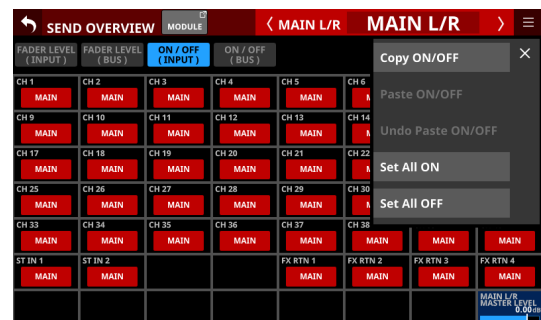 SEND OVERVIEW MODULE MAIN L/R MAIN L/R
FADER LEVEL (INPUT) FADER LEVEL (BUS) ON / OFF (INPUT) ON / OFF (BUS)
Copy ON/OFF
Paste ON/OFF
Undo Paste ON/OFF
Set All ON
Set All OFF
CH 1 CH 2 CH 3 CH 4 CH 5 CH 6
MAIN MAIN MAIN MAIN MAIN
CH 9 CH 10 CH 11 CH 12 CH 13 CH 14
MAIN MAIN MAIN MAIN MAIN
CH 17 CH 18 CH 19 CH 20 CH 21 CH 22
MAIN MAIN MAIN MAIN MAIN
CH 25 CH 26 CH 27 CH 28 CH 29 CH 30
MAIN MAIN MAIN MAIN MAIN
CH 33 CH 34 CH 35 CH 36 CH 37 CH 38
MAIN MAIN MAIN MAIN MAIN MAIN MAIN MAIN
ST IN 1 ST IN 2 FX RTN 1 FX RTN 2 FX RTN 3 FX RTN 4
MAIN MAIN MAIN MAIN MAIN MAIN
MAIN L/R
MASTER LEVEL
0.00dB